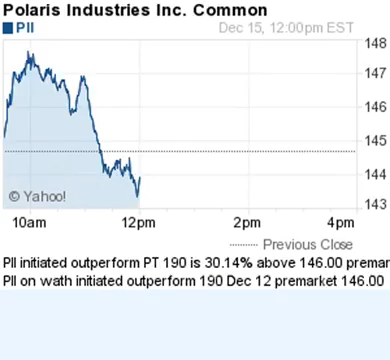 Polaris Industries Inc. Common
PII Dec 15, 12:00pm EST
148
147
146
145
144
143
© Yahoo!
10am 12pm 2pm 4pm
Previous Close
PII initiated outperform PT 190 is 30.14% above 146.00 premar
PII on wath initiated outperform 190 Dec 12 premarket 146.00